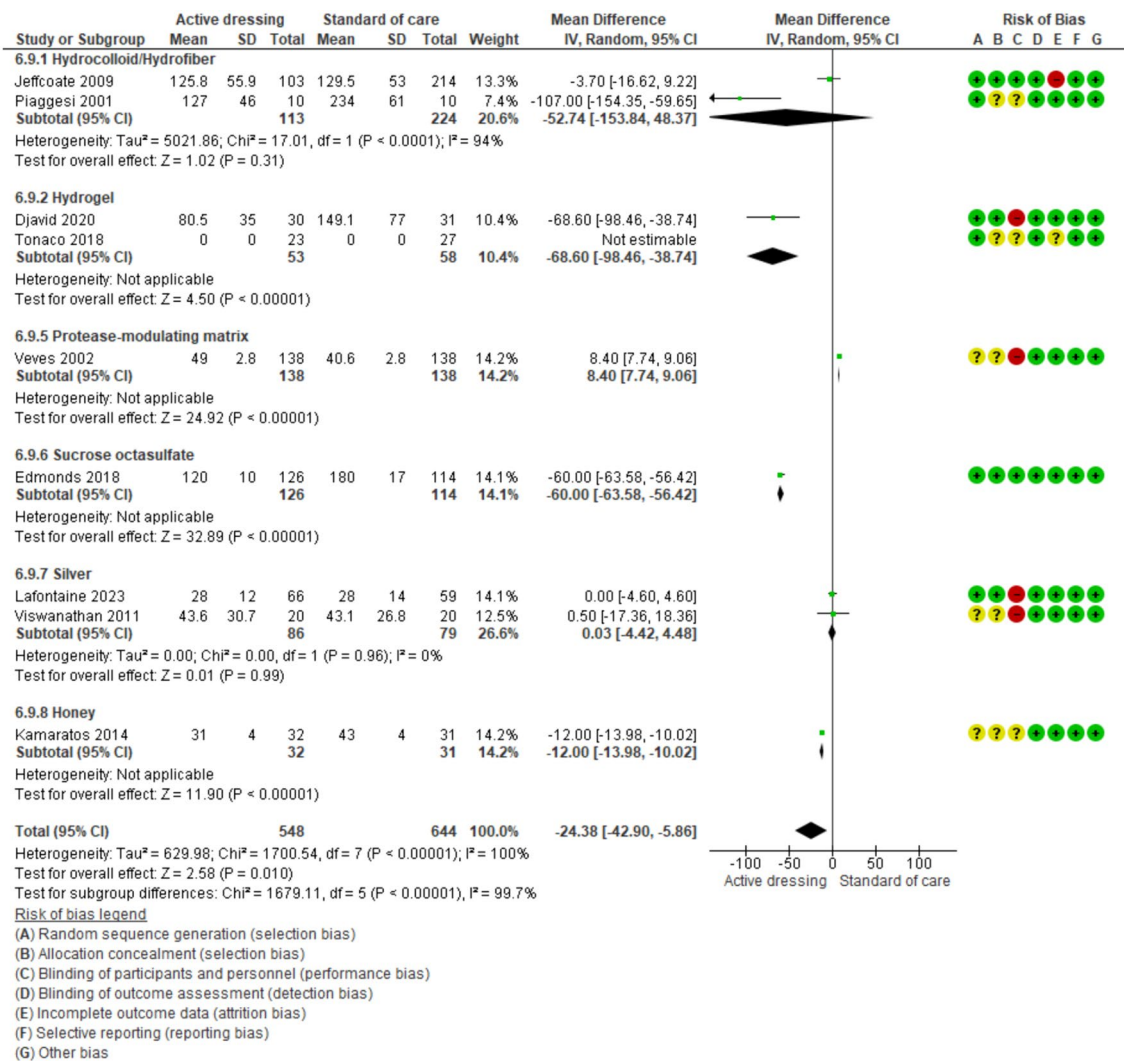 Active dressing Standard of care Mean Difference Mean Difference Risk of Bias
Study or Subgroup Mean SD Total Mean SD Total Weight IV, Random, 95% CI IV, Random, 95% CI A B C D E F G
6.9.1 Hydrocolloid/Hydrofiber
Jeffcoate 2009 125.8 55.9 103 129.5 53 214 13.3% -3.70 [-16.62, 9.22] + + + + - + +
Piaggesi 2001 127 46 10 234 61 10 7.4% -107.00 [-154.35, -59.65] + ? ? + + + +
Subtotal (95% CI) 113 224 20.6% -52.74 [-153.84, 48.37]
Heterogeneity: Tau² = 5021.86; Chi² = 17.01, df = 1 (P < 0.0001); I² = 94%
Test for overall effect: Z = 1.02 (P = 0.31)
6.9.2 Hydrogel
Djavid 2020 80.5 35 30 149.1 77 31 10.4% -68.60 [-98.46, -38.74] + + - + + + +
Tonaco 2018 0 0 23 0 0 27 Not estimable + ? ? + ? + +
Subtotal (95% CI) 53 58 10.4% -68.60 [-98.46, -38.74]
Heterogeneity: Not applicable
Test for overall effect: Z = 4.50 (P < 0.00001)
6.9.5 Protease-modulating matrix
Veves 2002 49 2.8 138 40.6 2.8 138 14.2% 8.40 [7.74, 9.06] ? ? - + + + +
Subtotal (95% CI) 138 138 14.2% 8.40 [7.74, 9.06]
Heterogeneity: Not applicable
Test for overall effect: Z = 24.92 (P < 0.00001)
6.9.6 Sucrose octasulfate
Edmonds 2018 120 10 126 180 17 114 14.1% -60.00 [-63.58, -56.42] + + + + + + +
Subtotal (95% CI) 126 114 14.1% -60.00 [-63.58, -56.42]
Heterogeneity: Not applicable
Test for overall effect: Z = 32.89 (P < 0.00001)
6.9.7 Silver
Lafontaine 2023 28 12 66 28 14 59 14.1% 0.00 [-4.60, 4.60] + + - + + + +
Viswanathan 2011 43.6 30.7 20 43.1 26.8 20 12.5% 0.50 [-17.36, 18.36] ? ? - + + + +
Subtotal (95% CI) 86 79 26.6% 0.03 [-4.42, 4.48]
Heterogeneity: Tau² = 0.00; Chi² = 0.00, df = 1 (P = 0.96); I² = 0%
Test for overall effect: Z = 0.01 (P = 0.99)
6.9.8 Honey
Kamaratos 2014 31 4 32 43 4 31 14.2% -12.00 [-13.98, -10.02] ? ? ? + + + +
Subtotal (95% CI) 32 31 14.2% -12.00 [-13.98, -10.02]
Heterogeneity: Not applicable
Test for overall effect: Z = 11.90 (P < 0.00001)
Total (95% CI) 548 644 100.0% -24.38 [-42.90, -5.86]
Heterogeneity: Tau² = 629.98; Chi² = 1700.54, df = 7 (P < 0.00001); I² = 100%
Test for overall effect: Z = 2.58 (P = 0.010)
Test for subgroup differences: Chi² = 1679.11, df = 5 (P < 0.00001), I² = 99.7%
-100 -50 0 50 100
Active dressing Standard of care
Risk of bias legend
(A) Random sequence generation (selection bias)
(B) Allocation concealment (selection bias)
(C) Blinding of participants and personnel (performance bias)
(D) Blinding of outcome assessment (detection bias)
(E) Incomplete outcome data (attrition bias)
(F) Selective reporting (reporting bias)
(G) Other bias